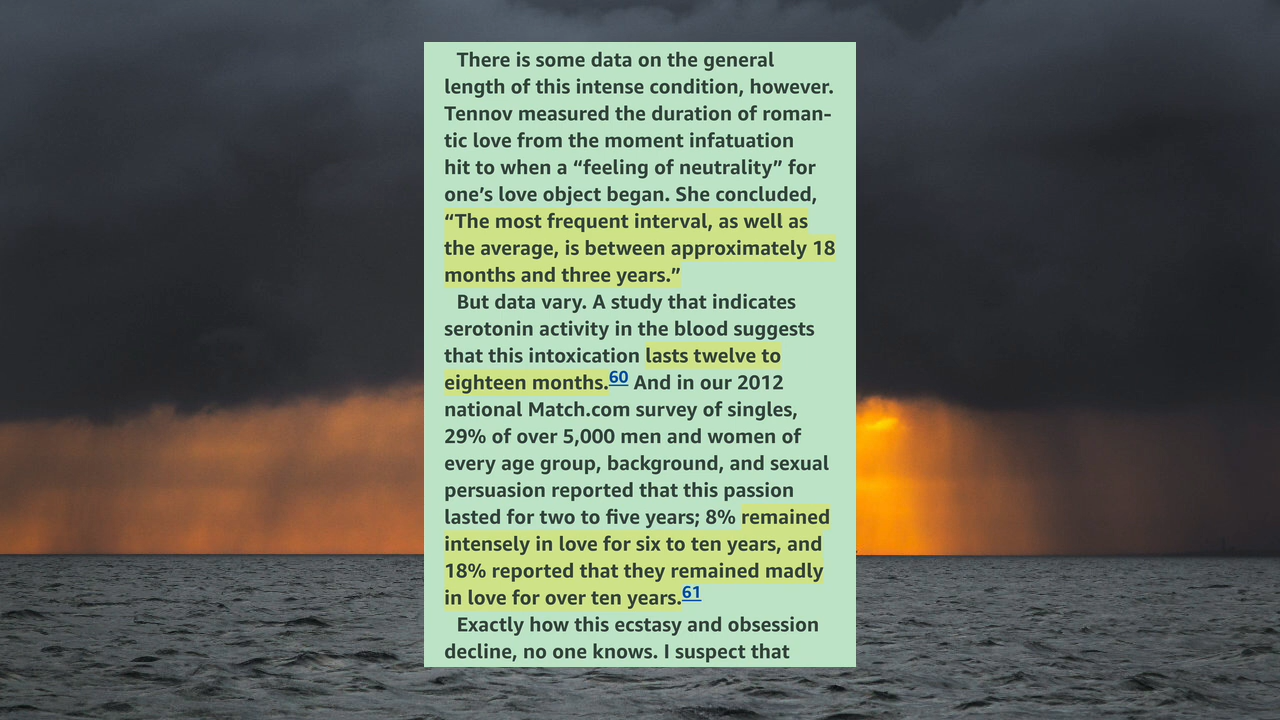 There is some data on the general
length of this intense condition, however.
Tennov measured the duration of roman-
tic love from the moment infatuation
hit to when a “feeling of neutrality” for
one’s love object began. She concluded,
“The most frequent interval, as well as
the average, is between approximately 18
months and three years.”
But data vary. A study that indicates
serotonin activity in the blood suggests
that this intoxication lasts twelve to
eighteen months.60 And in our 2012
national Match.com survey of singles,
29% of over 5,000 men and women of
every age group, background, and sexual
persuasion reported that this passion
lasted for two to five years; 8% remained
intensely in love for six to ten years, and
18% reported that they remained madly
in love for over ten years.61
Exactly how this ecstasy and obsession
decline, no one knows. I suspect that